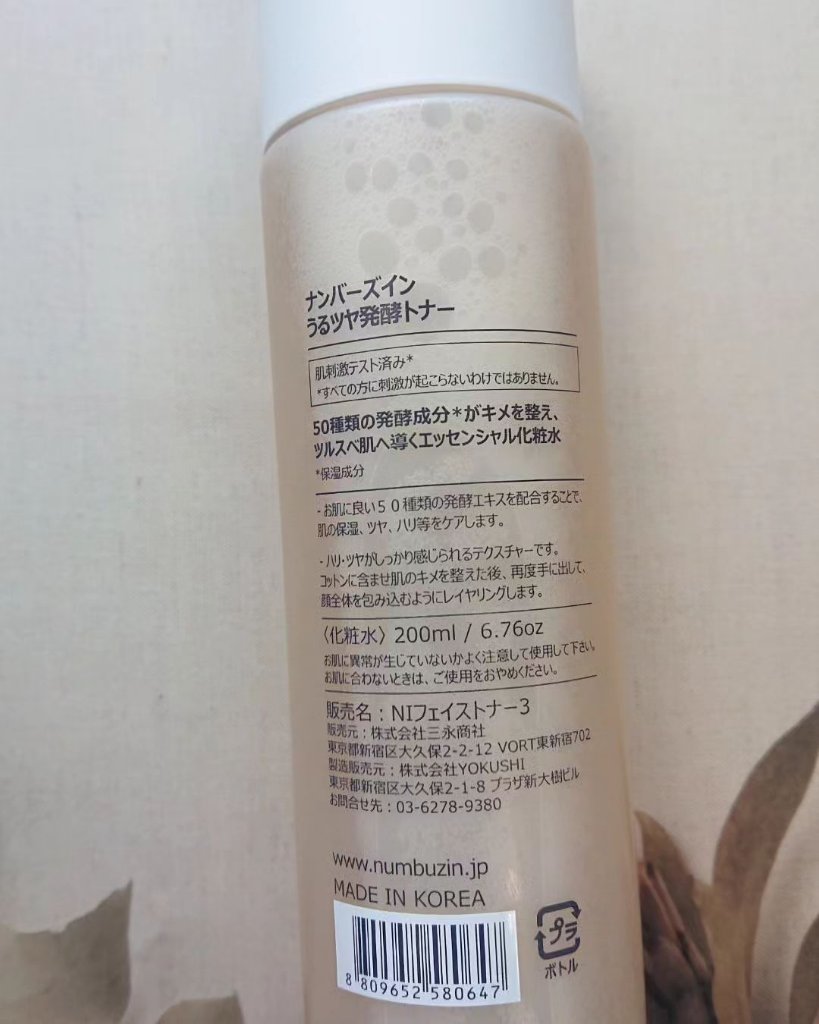 ナンバーズイン
うるツヤ発酵トナー
肌刺激テスト済み*
*すべての方に刺激が起こらないわけではありません。
50種類の発酵成分*がキメを整え、
ツルスベ肌へ導くエッセンシャル化粧水
*保湿成分
・お肌に良い５０種類の発酵エキスを配合することで、
肌の保湿、ツヤ、ハリ等をケアします。
・ハリ・ツヤがしっかり感じられるテクスチャーです。
コットンに含ませ肌のキメを整えた後、再度手に出して、
顔全体を包み込むようにレイヤリングします。
〈化粧水〉200ml / 6.76oz
お肌に異常が生じていないかよく注意して使用して下さい。
お肌に合わないときは、ご使用をおやめください。
販売名：NIフェイストナー3
販売元：株式会社三永商社
東京都新宿区大久保2-2-12 VORT東新宿702
製造販売元：株式会社YOKUSHI
東京都新宿区大久保2-1-8 プラザ新大樹ビル
お問合せ先：03-6278-9380
www.numbuzin.jp
MADE IN KOREA
8 809652 580647
プラ
ボトル